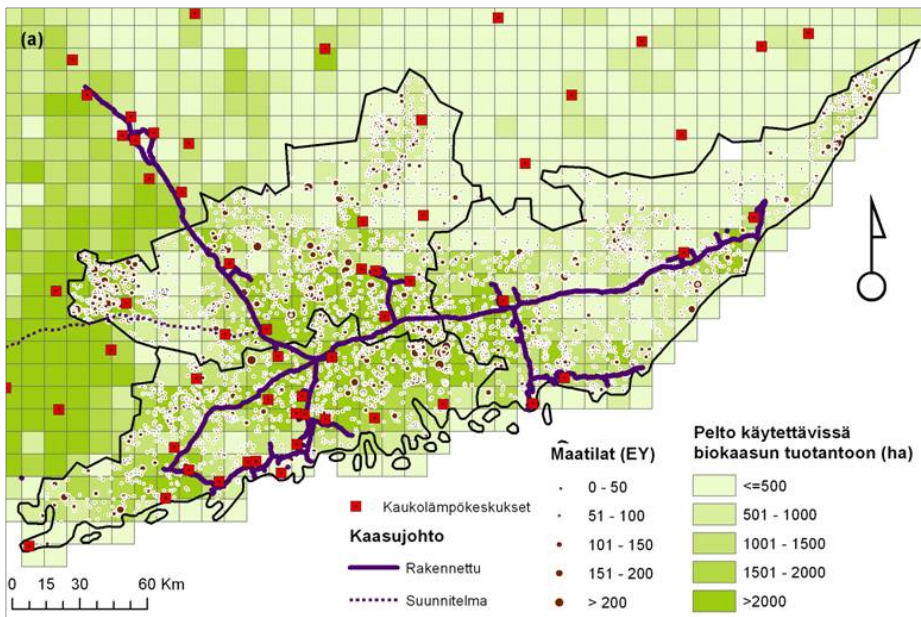 (a)
Kaukolämpökeskukset
Kaasujohto
Rakennettu
Suunnitelma
0 15 30 60 Km
Maatilat (EY)
0 - 50
51 - 100
101 - 150
151 - 200
> 200
Pelto käytettävissä
biokaasun tuotantoon (ha)
<=500
501 - 1000
1001 - 1500
1501 - 2000
>2000